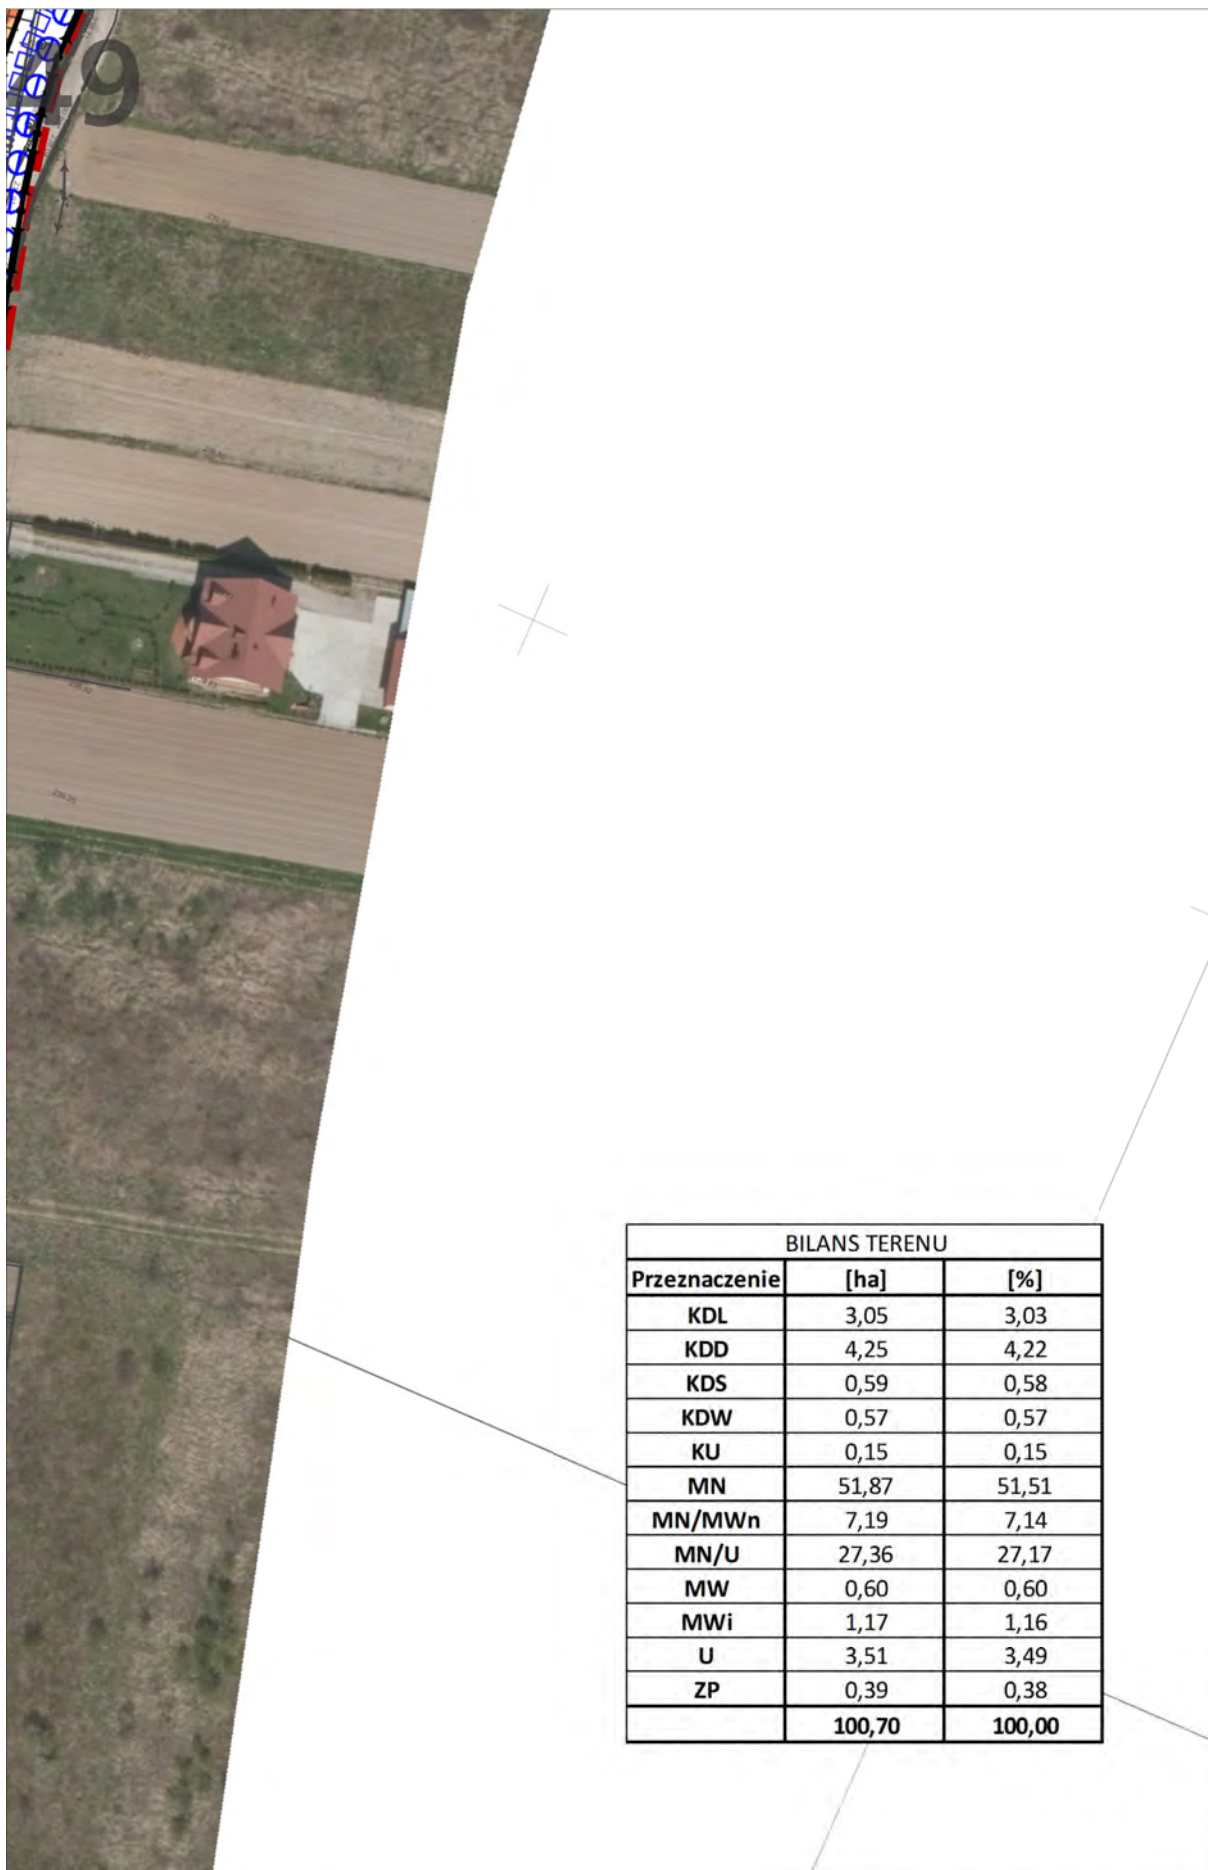 49
BILANS TERENU
Przeznaczenie [ha] [%]
KDL 3,05 3,03
KDD 4,25 4,22
KDS 0,59 0,58
KDW 0,57 0,57
KU 0,15 0,15
MN 51,87 51,51
MN/MWn 7,19 7,14
MN/U 27,36 27,17
MW 0,60 0,60
MWi 1,17 1,16
U 3,51 3,49
ZP 0,39 0,38
100,70 100,00